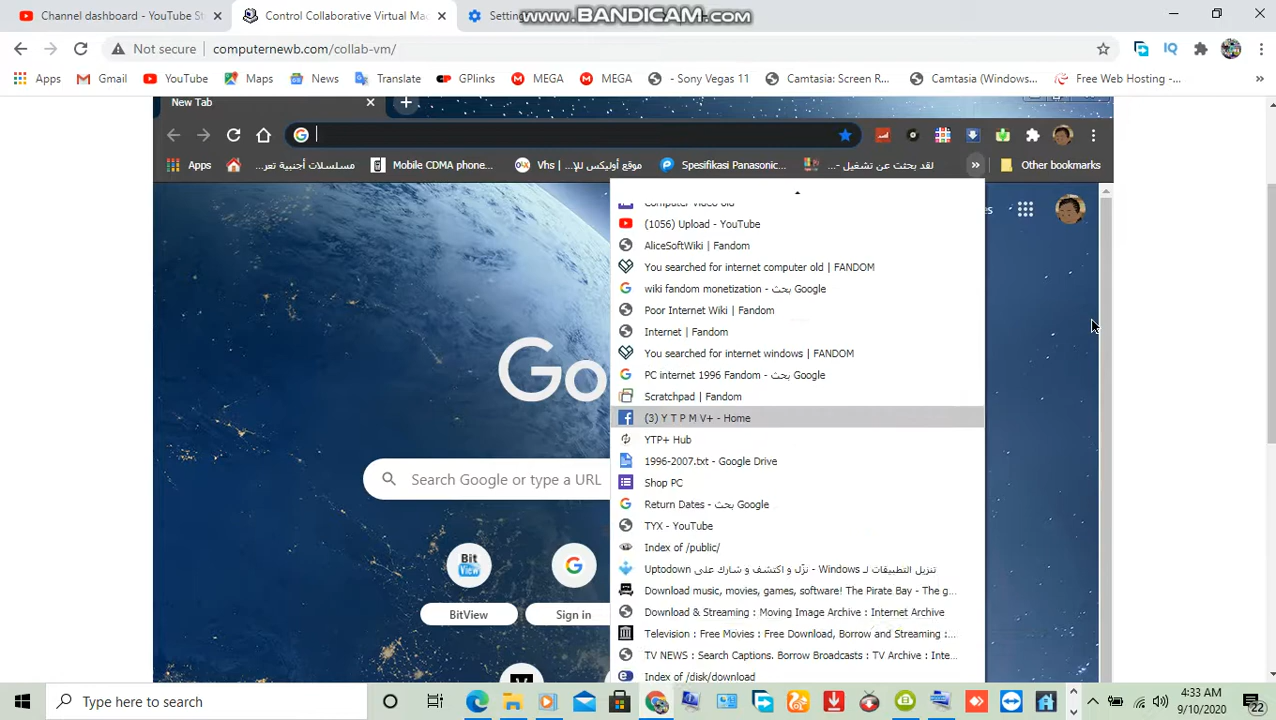 Channel dashboard - YouTube St
Control Collaborative Virtual Mac
Setting
www.BANDICAM.com
Not secure
computernewb.com/collab-vm/
Apps
Gmail
YouTube
Maps
News
Translate
GPlinks
MEGA
MEGA
- Sony Vegas 11
Camtasia: Screen R...
Camtasia (Windows...
Free Web Hosting -...
New Tab
Apps
مسلسلات أجنبية تعر...
Mobile CDMA phone...
Vhs | موقع أوليكس للإ...
Spesifikasi Panasonic...
لقد بحثت عن تشغيل -...
Other bookmarks
(1056) Upload - YouTube
AliceSoftWiki | Fandom
You searched for internet computer old | FANDOM
wiki fandom monetization - بحث Google
Poor Internet Wiki | Fandom
Internet | Fandom
You searched for internet windows | FANDOM
PC internet 1996 Fandom - بحث Google
Scratchpad | Fandom
(3) Y T P M V+ - Home
YTP+ Hub
1996-2007.txt - Google Drive
Shop PC
Return Dates - بحث Google
TYX - YouTube
Index of /public/
تنزيل التطبيقات لـ Windows - نزّل و اكتشف و شارك على Uptodown
Download music, movies, games, software! The Pirate Bay - The g...
Download & Streaming : Moving Image Archive : Internet Archive
Television : Free Movies : Free Download, Borrow and Streaming :...
TV NEWS : Search Captions. Borrow Broadcasts : TV Archive : Inte...
Index of /disk/download
es
Go
Search Google or type a URL
Bit
View
BitView
Sign in
Type here to search
4:33 AM
9/10/2020
22